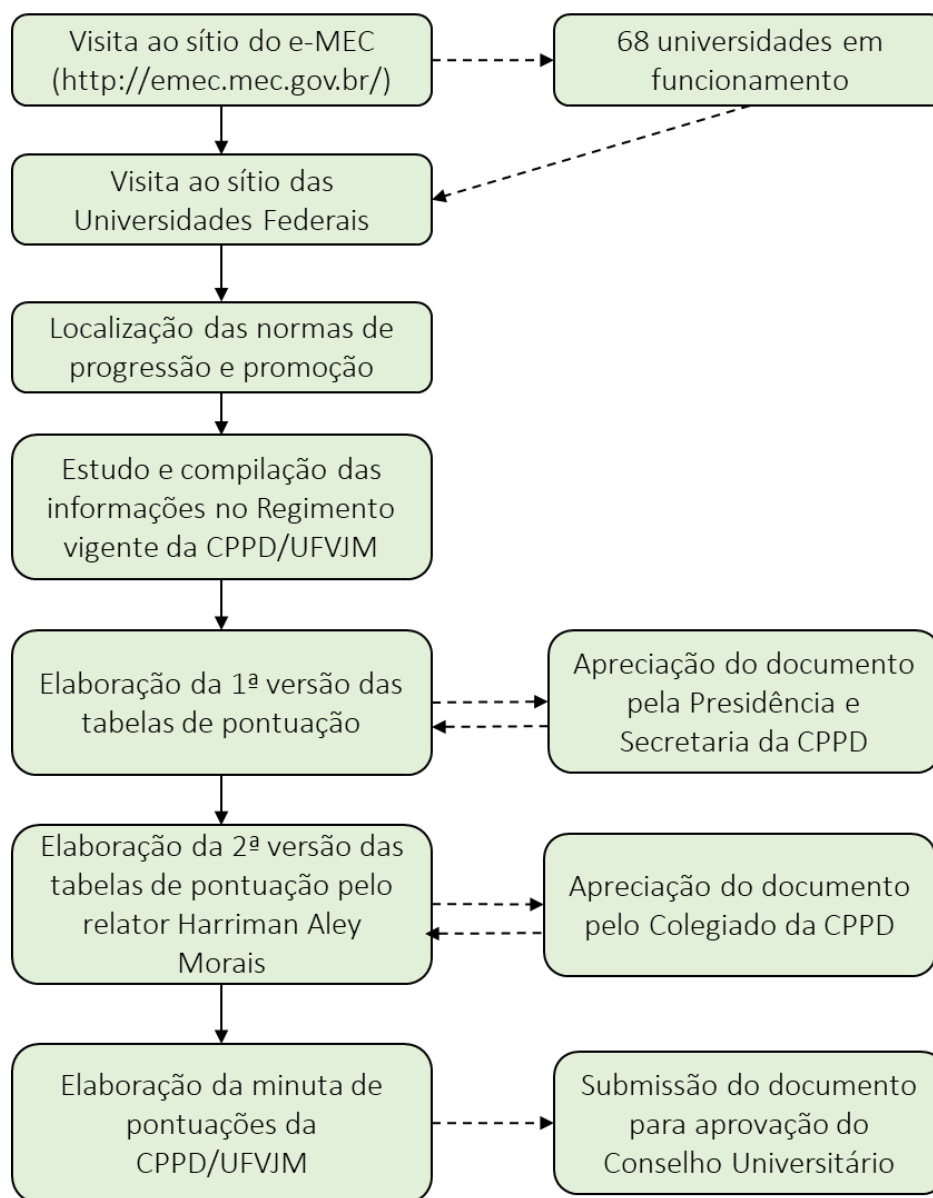 Visita ao sítio do e-MEC
(http://emec.mec.gov.br/)
68 universidades em
funcionamento
Visita ao sítio das
Universidades Federais
Localização das normas de
progressão e promoção
Estudo e compilação das
informações no Regimento
vigente da CPPD/UFVJM
Elaboração da 1ª versão das
tabelas de pontuação
Apreciação do documento
pela Presidência e
Secretaria da CPPD
Elaboração da 2ª versão das
tabelas de pontuação pelo
relator Harriman Aley
Morais
Apreciação do documento
pelo Colegiado da CPPD
Elaboração da minuta de
pontuações da
CPPD/UFVJM
Submissão do documento
para aprovação do
Conselho Universitário